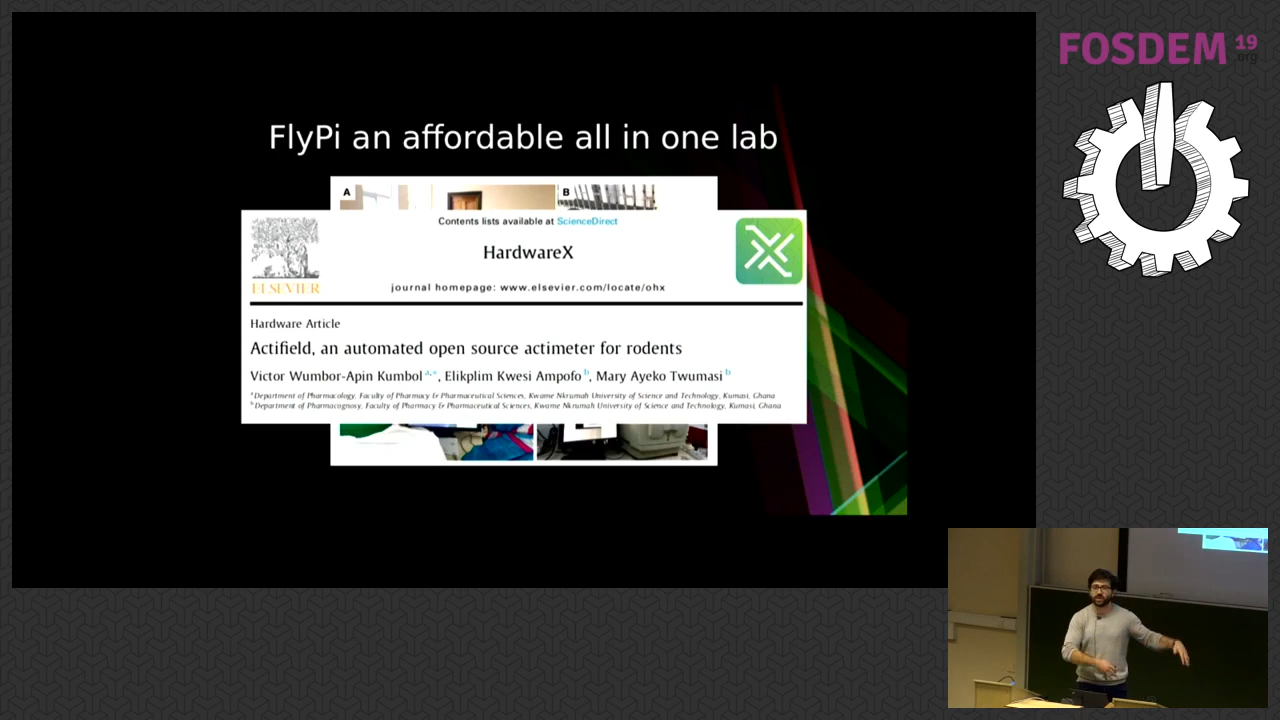 FOSDEM 19
.org
FlyPi an affordable all in one lab
A
B
Contents lists available at ScienceDirect
HardwareX
journal homepage: www.elsevier.com/locate/ohx
ELSEVIER
Hardware Article
Actifield, an automated open source actimeter for rodents
Victor Wumbor-Apin Kumbol a,*, Elikplim Kwesi Ampofo b, Mary Ayeko Twumasi b
a Department of Pharmacology, Faculty of Pharmacy & Pharmaceutical Sciences, Kwame Nkrumah University of Science and Technology, Kumasi, Ghana
b Department of Pharmacognosy, Faculty of Pharmacy & Pharmaceutical Sciences, Kwame Nkrumah University of Science and Technology, Kumasi, Ghana